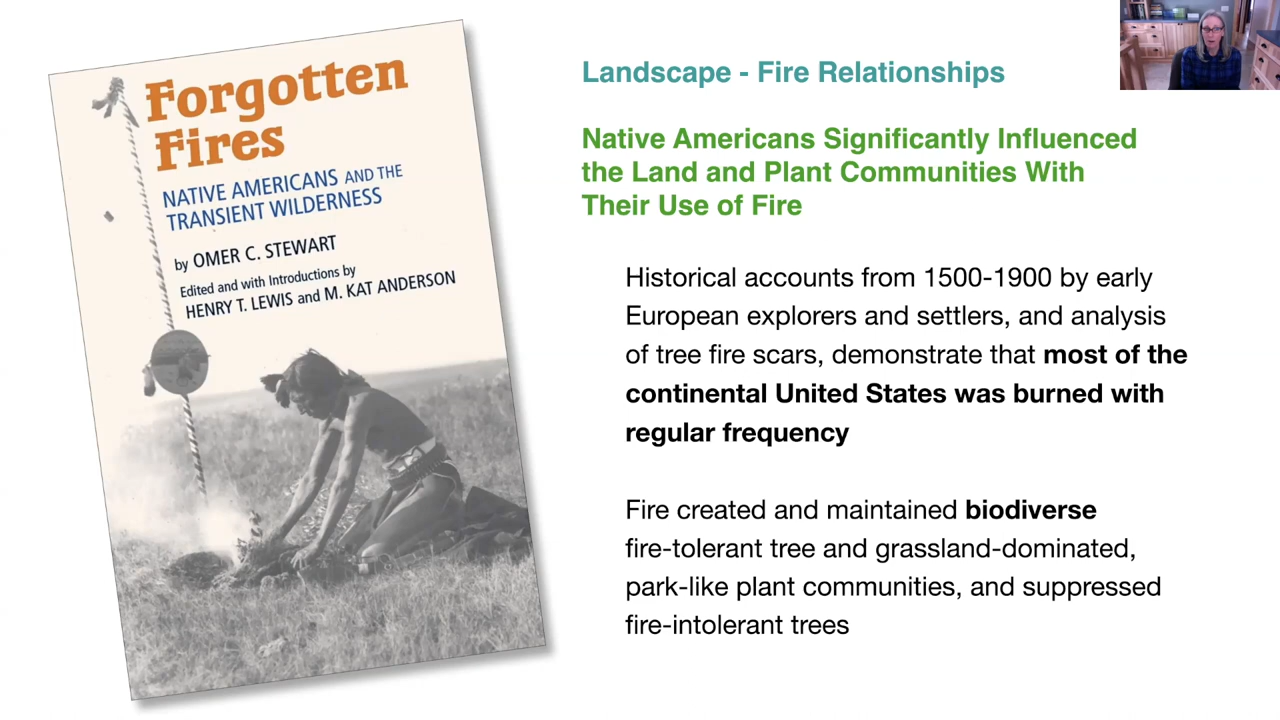 Forgotten
Fires
NATIVE AMERICANS AND THE
TRANSIENT WILDERNESS
by OMER C. STEWART
Edited and with Introductions by
HENRY T. LEWIS and M. KAT ANDERSON
Landscape - Fire Relationships
Native Americans Significantly Influenced
the Land and Plant Communities With
Their Use of Fire
Historical accounts from 1500-1900 by early
European explorers and settlers, and analysis
of tree fire scars, demonstrate that most of the
continental United States was burned with
regular frequency
Fire created and maintained biodiverse
fire-tolerant tree and grassland-dominated,
park-like plant communities, and suppressed
fire-intolerant trees